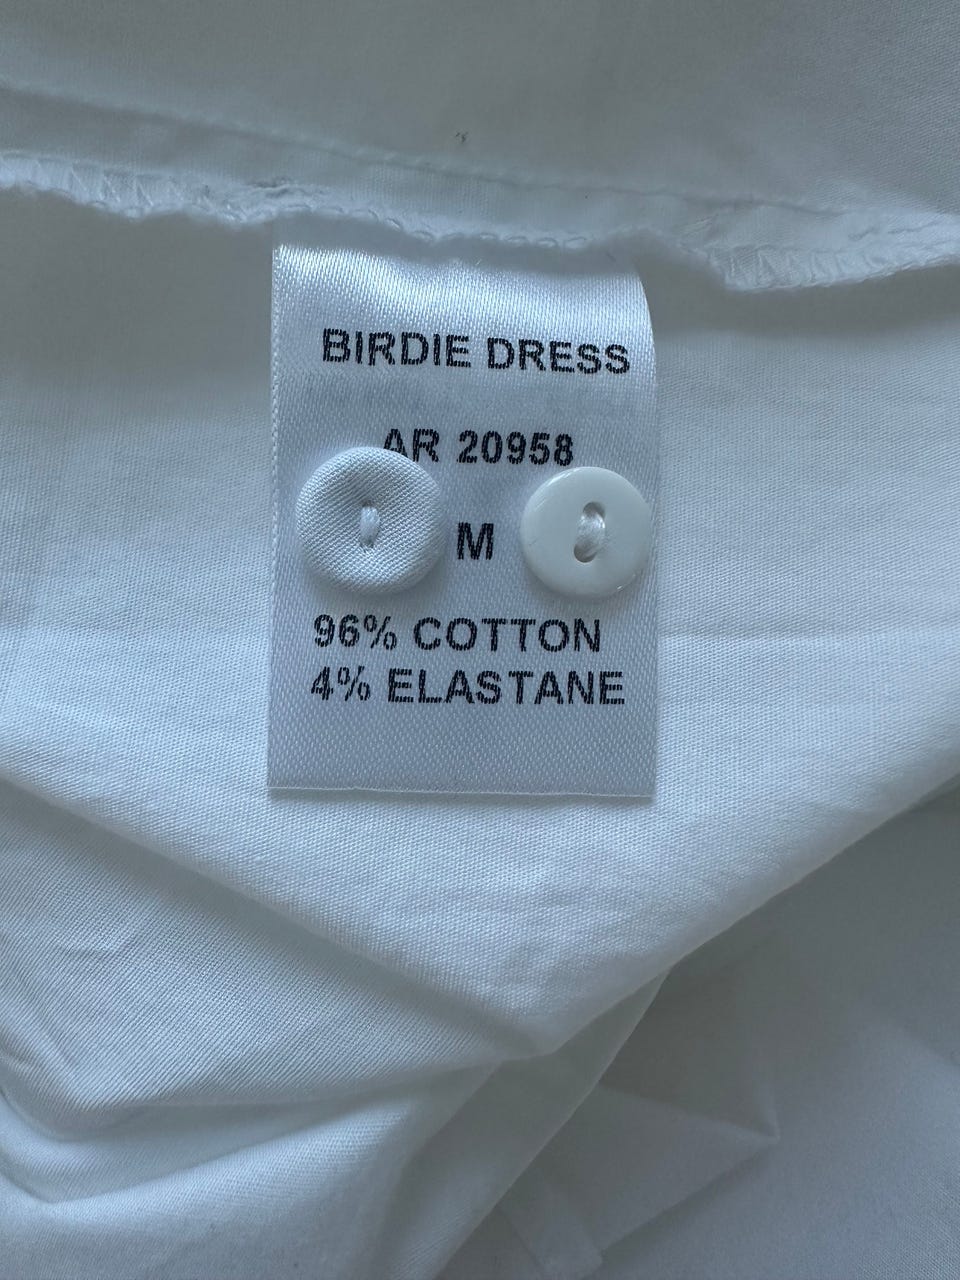 BIRDIE DRESS
AR 20958
M
96% COTTON
4% ELASTANE